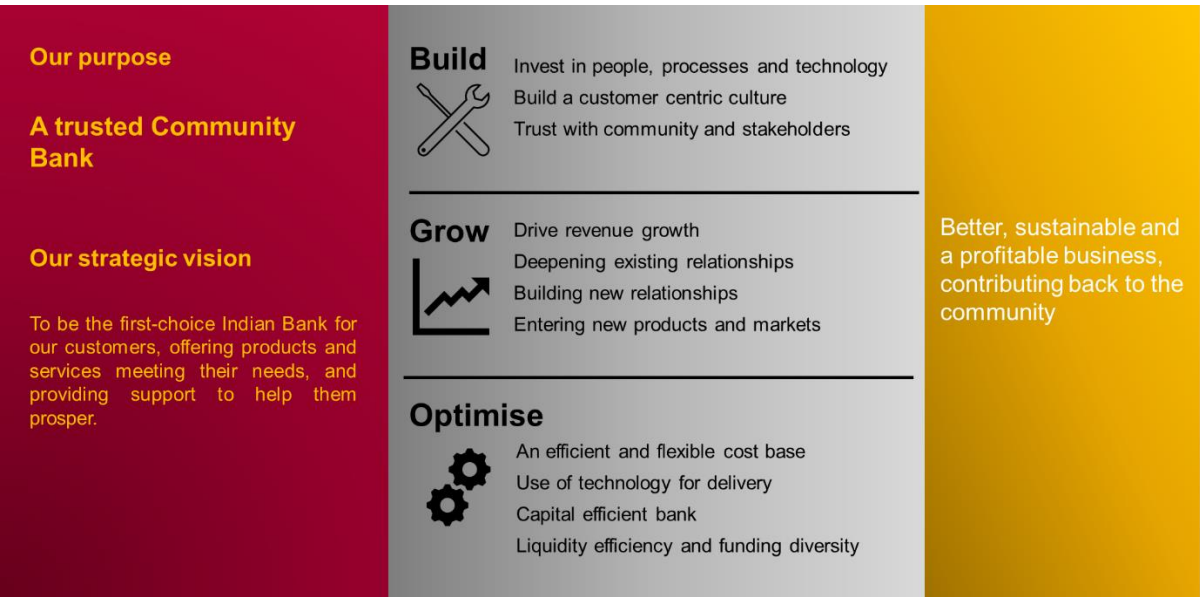 Our purpose
A trusted Community
Bank
Our strategic vision
To be the first-choice Indian Bank for
our customers, offering products and
services meeting their needs, and
providing support to help them
prosper.
Build
Invest in people, processes and technology
Build a customer centric culture
Trust with community and stakeholders
Grow
Drive revenue growth
Deepening existing relationships
Building new relationships
Entering new products and markets
Optimise
An efficient and flexible cost base
Use of technology for delivery
Capital efficient bank
Liquidity efficiency and funding diversity
Better, sustainable and
a profitable business,
contributing back to the
community